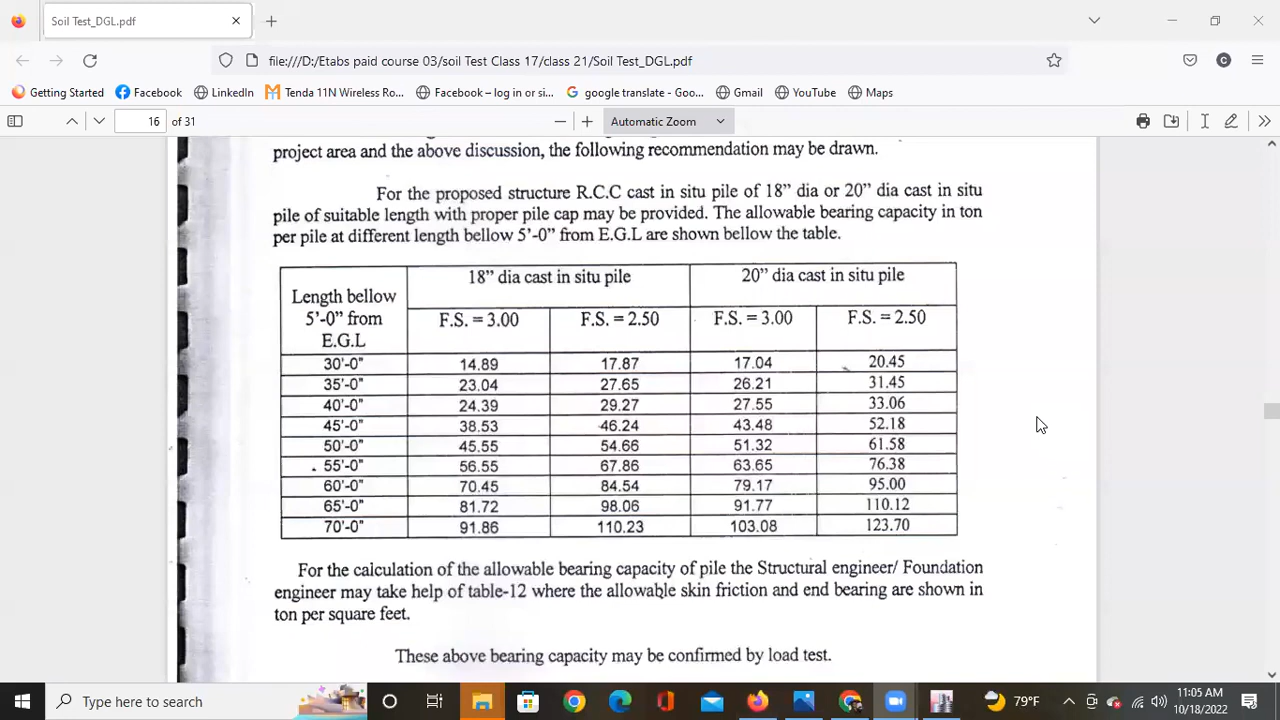 Soil Test_DGL.pdf
file:///D:/Etabs paid course 03/soil Test Class 17/class 21/Soil Test_DGL.pdf
Getting Started Facebook LinkedIn Tenda 11N Wireless Ro... Facebook – log in or si... google translate - Goo... Gmail YouTube Maps
16 of 31 Automatic Zoom
project area and the above discussion, the following recommendation may be drawn.
For the proposed structure R.C.C cast in situ pile of 18” dia or 20” dia cast in situ
pile of suitable length with proper pile cap may be provided. The allowable bearing capacity in ton
per pile at different length bellow 5’-0” from E.G.L are shown bellow the table.
Length bellow 5’-0” from E.G.L 18” dia cast in situ pile 20” dia cast in situ pile
F.S. = 3.00 F.S. = 2.50 F.S. = 3.00 F.S. = 2.50
30'-0" 14.89 17.87 17.04 20.45
35'-0" 23.04 27.65 26.21 31.45
40'-0" 24.39 29.27 27.55 33.06
45'-0" 38.53 46.24 43.48 52.18
50'-0" 45.55 54.66 51.32 61.58
55'-0" 56.55 67.86 63.65 76.38
60'-0" 70.45 84.54 79.17 95.00
65'-0" 81.72 98.06 91.77 110.12
70'-0" 91.86 110.23 103.08 123.70
For the calculation of the allowable bearing capacity of pile the Structural engineer/ Foundation
engineer may take help of table-12 where the allowable skin friction and end bearing are shown in
ton per square feet.
These above bearing capacity may be confirmed by load test.
Type here to search 79°F 11:05 AM
10/18/2022